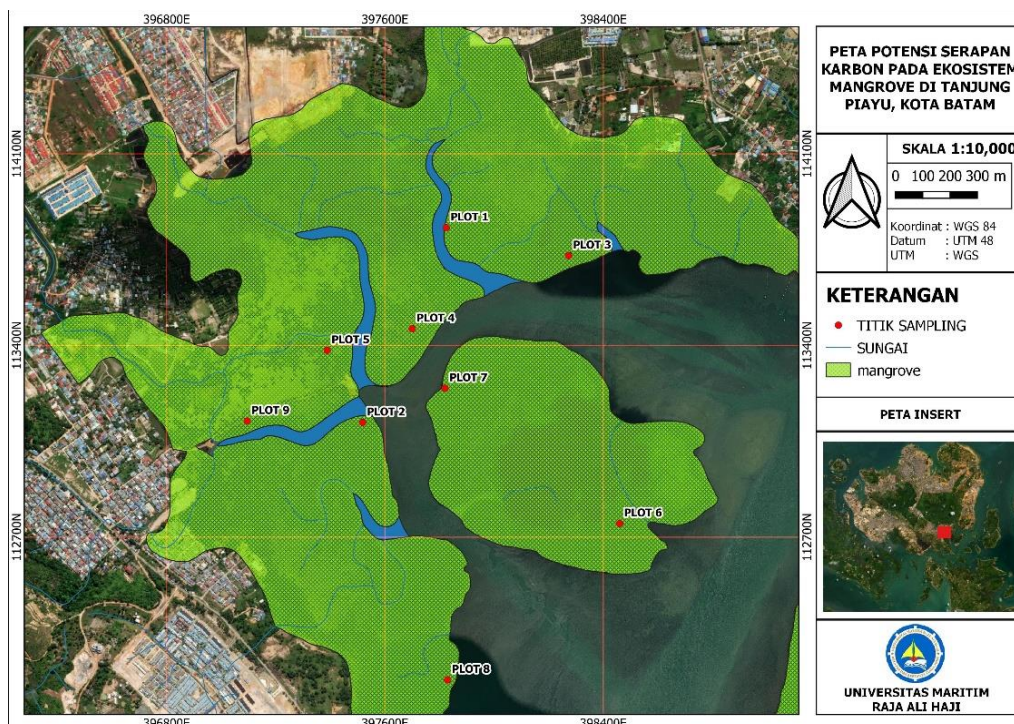 396800E
397600E
398400E
114100N
113400N
112700N
114100N
113400N
112700N
PLOT 1
PLOT 3
PLOT 4
PLOT 5
PLOT 7
PLOT 9
PLOT 2
PLOT 6
PLOT 8
396800E
397600E
398400E
PETA POTENSI SERAPAN
KARBON PADA EKOSISTEM
MANGROVE DI TANJUNG
PIAYU, KOTA BATAM
SKALA 1:10,000
0 100 200 300 m
Koordinat : WGS 84
Datum : UTM 48
UTM : WGS
KETERANGAN
TITIK SAMPLING
SUNGAI
mangrove
PETA INSERT
UNIVERSITAS MARITIM
RAJA ALI HAJI